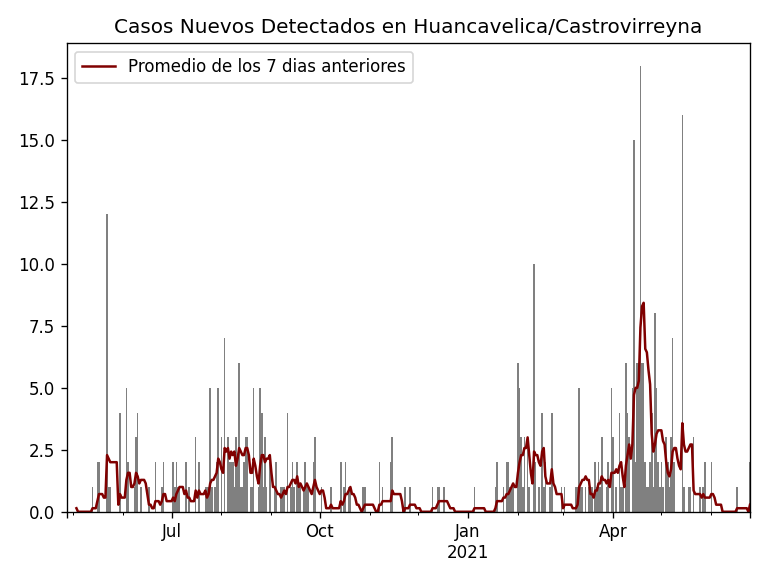 Casos Nuevos Detectados en Huancavelica/Castrovirreyna
Promedio de los 7 dias anteriores
17.5
15.0
12.5
10.0
7.5
5.0
2.5
0.0
Jul
Oct
Jan
2021
Apr